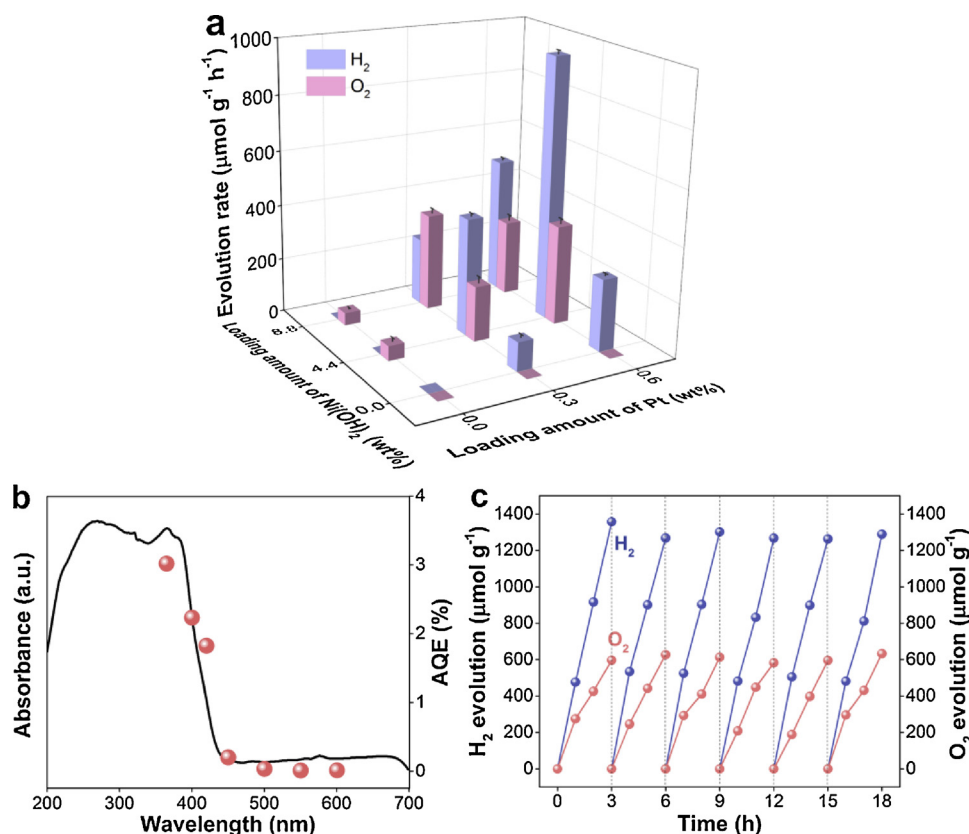 a
1000
800
600
400
200
0
Evolution rate (μmol g⁻¹ h⁻¹)
H₂
O₂
8.8
4.4
0.0
Loading amount of Ni(OH)₂ (wt%)
0.0
0.3
0.6
Loading amount of Pt (wt%)
b
Absorbance (a.u.)
4
3
2
1
0
AQE (%)
200 300 400 500 600 700
Wavelength (nm)
c
1400
1200
1000
800
600
400
200
0
H₂ evolution (μmol g⁻¹)
H₂
O₂
1400
1200
1000
800
600
400
200
0
O₂ evolution (μmol g⁻¹)
0 3 6 9 12 15 18
Time (h)